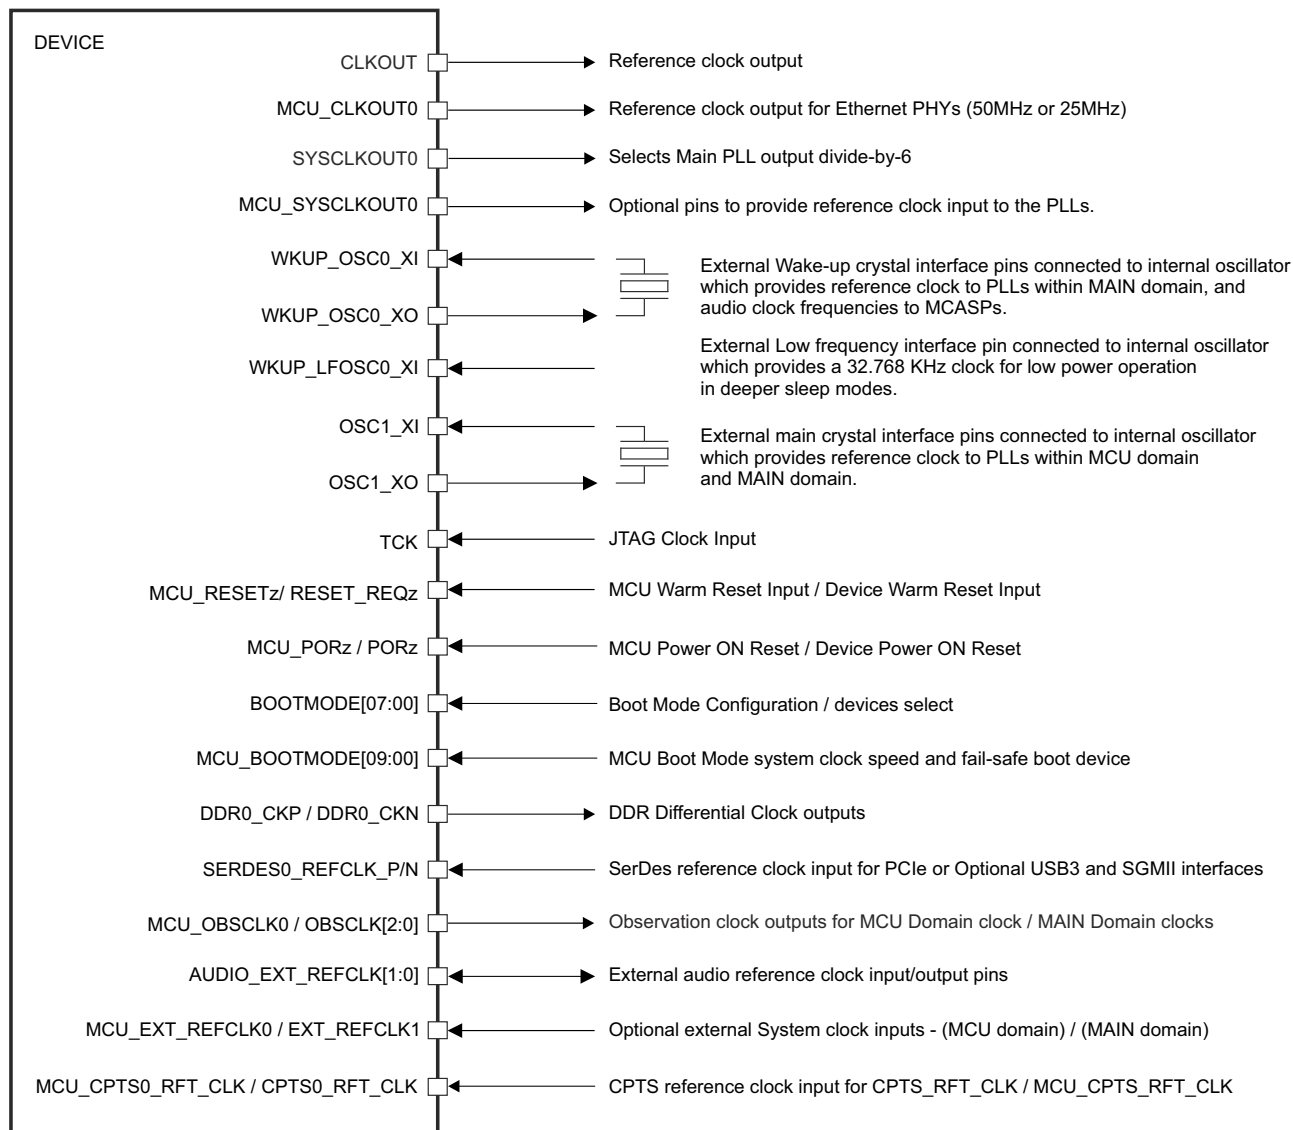 DEVICE
CLKOUT Reference clock output
MCU_CLKOUT0 Reference clock output for Ethernet PHYs (50MHz or 25MHz)
SYSCLKOUT0 Selects Main PLL output divide-by-6
MCU_SYSCLKOUT0 Optional pins to provide reference clock input to the PLLs.
WKUP_OSC0_XI
External Wake-up crystal interface pins connected to internal oscillator
which provides reference clock to PLLs within MAIN domain, and
audio clock frequencies to MCASPs.
WKUP_OSC0_XO
External Low frequency interface pin connected to internal oscillator
WKUP_LFOSC0_XI which provides a 32.768 KHz clock for low power operation
in deeper sleep modes.
OSC1_XI
External main crystal interface pins connected to internal oscillator
which provides reference clock to PLLs within MCU domain
and MAIN domain.
OSC1_XO
TCK JTAG Clock Input
MCU_RESETz/ RESET_REQz MCU Warm Reset Input / Device Warm Reset Input
MCU_PORz / PORz MCU Power ON Reset / Device Power ON Reset
BOOTMODE[07:00] Boot Mode Configuration / devices select
MCU_BOOTMODE[09:00] MCU Boot Mode system clock speed and fail-safe boot device
DDR0_CKP / DDR0_CKN DDR Differential Clock outputs
SERDES0_REFCLK_P/N SerDes reference clock input for PCIe or Optional USB3 and SGMII interfaces
MCU_OBSCLK0 / OBSCLK[2:0] Observation clock outputs for MCU Domain clock / MAIN Domain clocks
AUDIO_EXT_REFCLK[1:0] External audio reference clock input/output pins
MCU_EXT_REFCLK0 / EXT_REFCLK1 Optional external System clock inputs - (MCU domain) / (MAIN domain)
MCU_CPTS0_RFT_CLK / CPTS0_RFT_CLK CPTS reference clock input for CPTS_RFT_CLK / MCU_CPTS_RFT_CLK